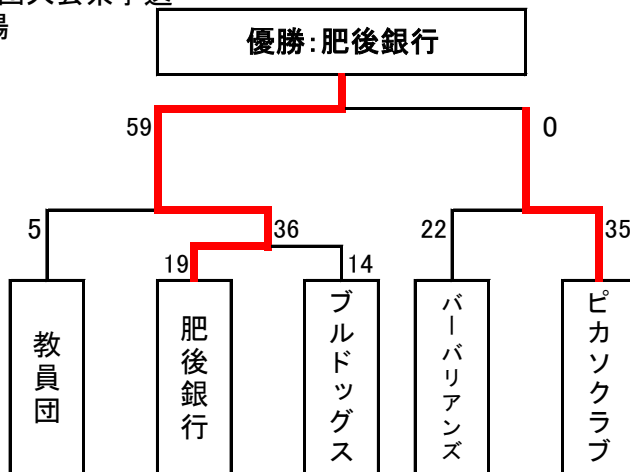 場
優勝:肥後銀行
59
0
5
36
22
35
19
14
教員団
肥後銀行
ブルドッグス
バーバリアンズ
ピカソクラブ